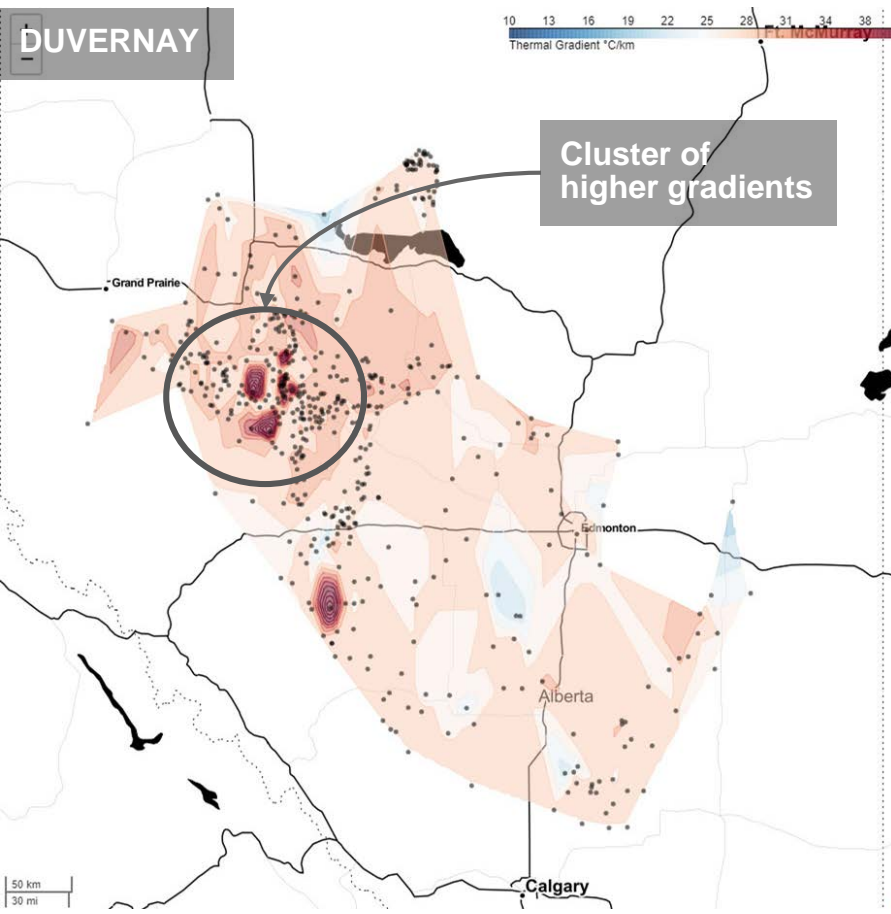 +
DUVERNAY
−
10 13 16 19 22 25 28 31 34 38
Ft. McMurray
Thermal Gradient °C/km
Cluster of
higher gradients
Grand Prairie
Edmonton
Alberta
50 km
30 mi
Calgary